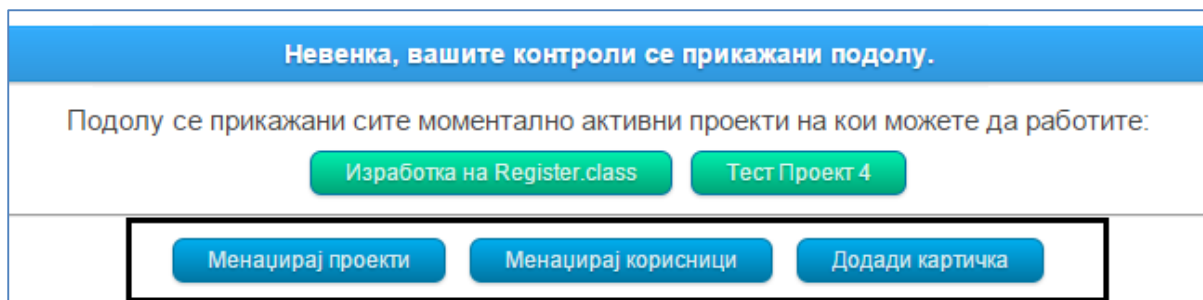 Невенка, вашите контроли се прикажани подолу.
Подолу се прикажани сите моментално активни проекти на кои можете да работите:
Изработка на Register.class Тест Проект 4
Менаџирај проекти Менаџирај корисници Додади картичка